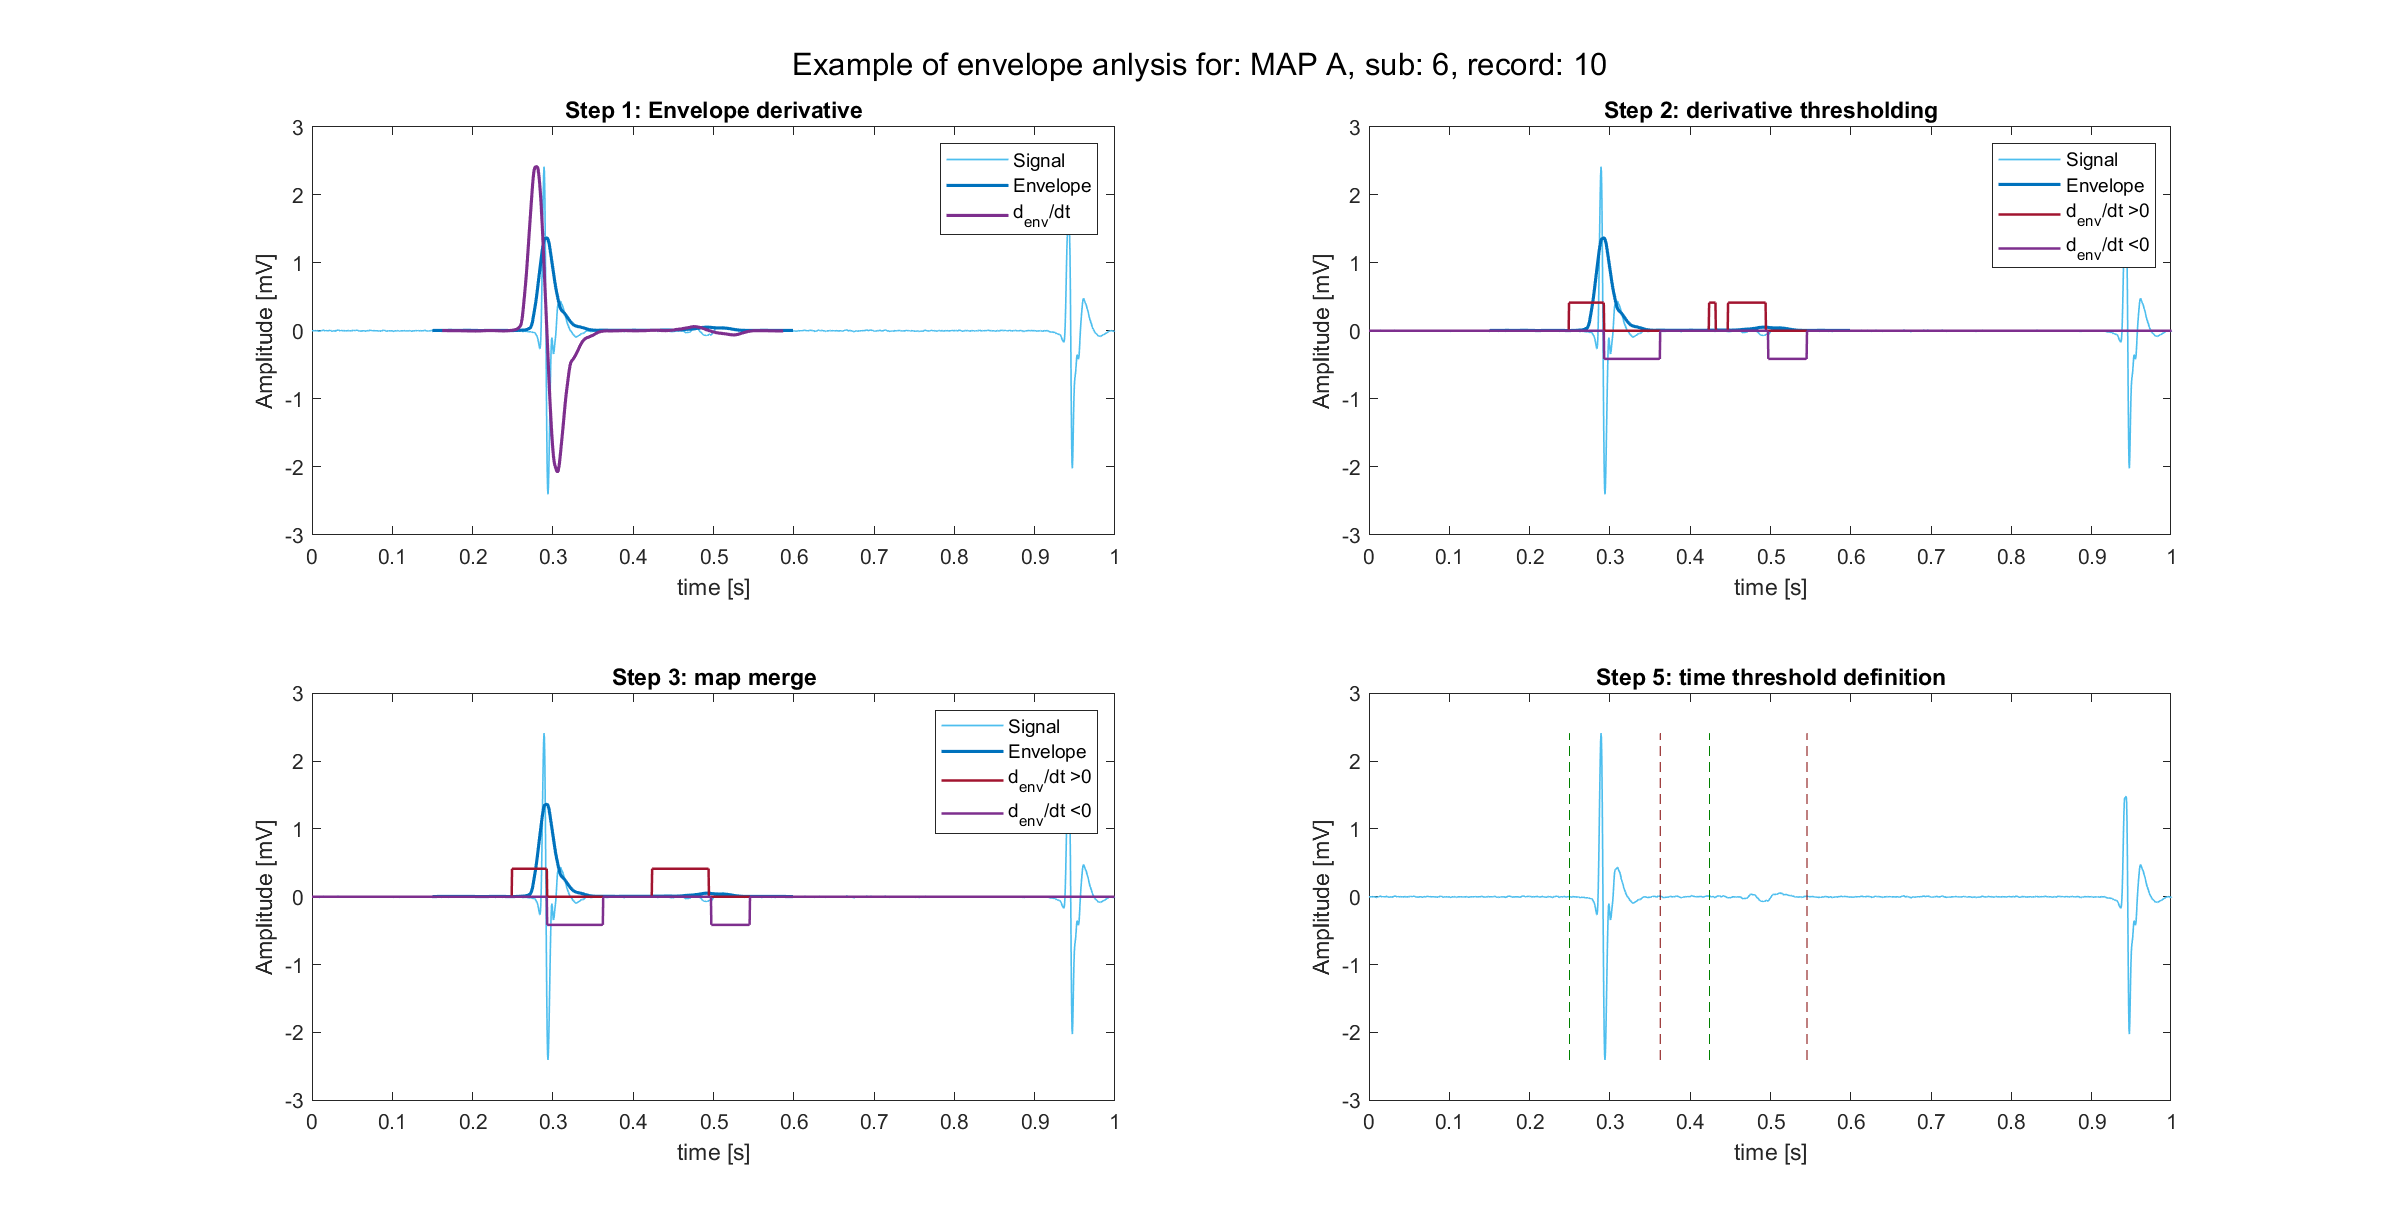 Example of envelope anlysis for: MAP A, sub: 6, record: 10
Step 1: Envelope derivative
3
2
1
0
-1
-2
-3
Amplitude [mV]
0 0.1 0.2 0.3 0.4 0.5 0.6 0.7 0.8 0.9 1
time [s]
Signal
Envelope
d_env/dt
Step 2: derivative thresholding
3
2
1
0
-1
-2
-3
Amplitude [mV]
0 0.1 0.2 0.3 0.4 0.5 0.6 0.7 0.8 0.9 1
time [s]
Signal
Envelope
d_env/dt >0
d_env/dt <0
Step 3: map merge
3
2
1
0
-1
-2
-3
Amplitude [mV]
0 0.1 0.2 0.3 0.4 0.5 0.6 0.7 0.8 0.9 1
time [s]
Signal
Envelope
d_env/dt >0
d_env/dt <0
Step 5: time threshold definition
3
2
1
0
-1
-2
-3
Amplitude [mV]
0 0.1 0.2 0.3 0.4 0.5 0.6 0.7 0.8 0.9 1
time [s]